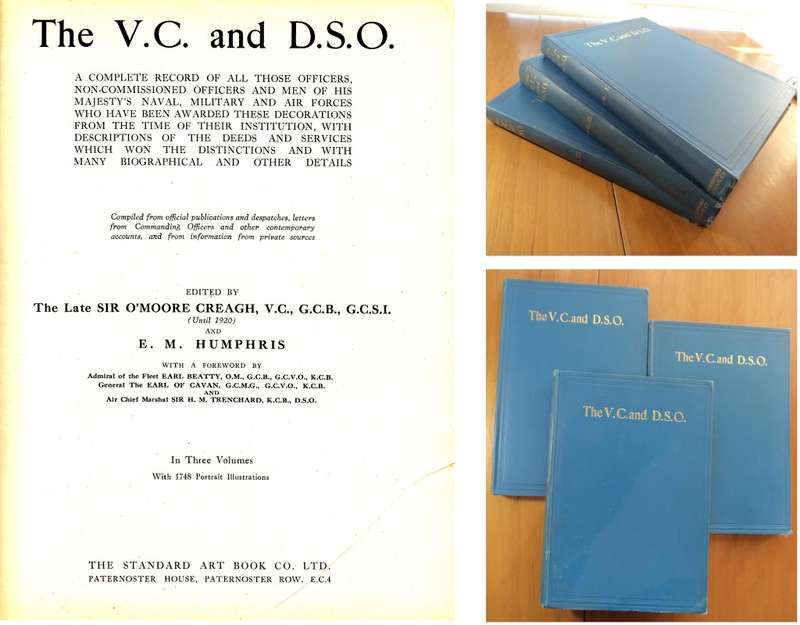 The V.C. and D.S.O.
A COMPLETE RECORD OF ALL THOSE OFFICERS,
NON-COMMISSIONED OFFICERS AND MEN OF HIS
MAJESTY'S NAVAL, MILITARY AND AIR FORCES
WHO HAVE BEEN AWARDED THESE DECORATIONS
FROM THE TIME OF THEIR INSTITUTION, WITH
DESCRIPTIONS OF THE DEEDS AND SERVICES
WHICH WON THE DISTINCTIONS AND WITH
MANY BIOGRAPHICAL AND OTHER DETAILS
Compiled from official publications and despatches, letters
from Commanding Officers and other contemporary
accounts, and from information from private sources
EDITED BY
The Late SIR O'MOORE CREAGH, V.C., G.C.B., G.C.S.I.
(Until 1920)
AND
E. M. HUMPHRIS
WITH A FOREWORD BY
Admiral of the Fleet EARL BEATTY, O.M., G.C.B., G.C.V.O., K.C.B.
General The EARL OF CAVAN, G.C.M.G., G.C.V.O., K.C.B.
AND
Air Chief Marshal SIR H. M. TRENCHARD, K.C.B., D.S.O.
In Three Volumes
With 1748 Portrait Illustrations
THE STANDARD ART BOOK CO. LTD.
PATERNOSTER HOUSE, PATERNOSTER ROW, E.C.4
The V.C. and D.S.O.
The V.C. and D.S.O.
The V.C. and D.S.O.
The V.C. and D.S.O.